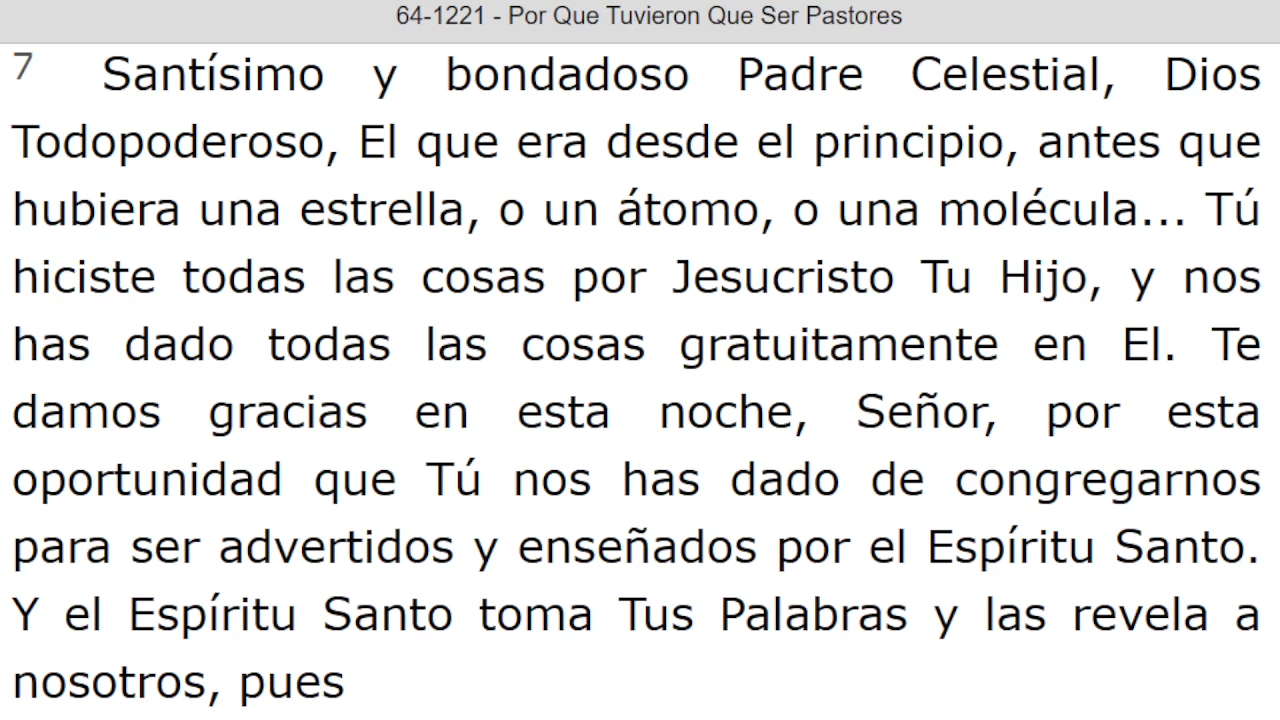 64-1221 - Por Que Tuvieron Que Ser Pastores
7 Santísimo y bondadoso Padre Celestial, Dios
Todopoderoso, El que era desde el principio, antes que
hubiera una estrella, o un átomo, o una molécula... Tú
hiciste todas las cosas por Jesucristo Tu Hijo, y nos
has dado todas las cosas gratuitamente en El. Te
damos gracias en esta noche, Señor, por esta
oportunidad que Tú nos has dado de congregarnos
para ser advertidos y enseñados por el Espíritu Santo.
Y el Espíritu Santo toma Tus Palabras y las revela a
nosotros, pues